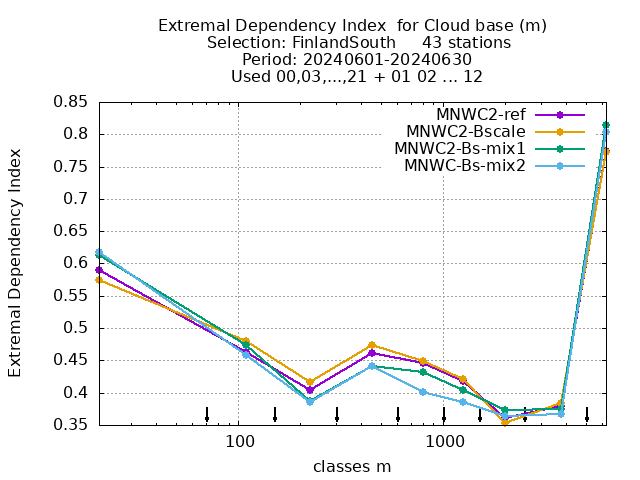 Extremal Dependency Index  for Cloud base (m)
Selection: FinlandSouth     43 stations
Period: 20240601-20240630
Used 00,03,...,21 + 01 02 ... 12
MNWC2-ref
MNWC2-Bscale
MNWC2-Bs-mix1
MNWC-Bs-mix2
Extremal Dependency Index
0.85
0.8
0.75
0.7
0.65
0.6
0.55
0.5
0.45
0.4
0.35
100
1000
classes m